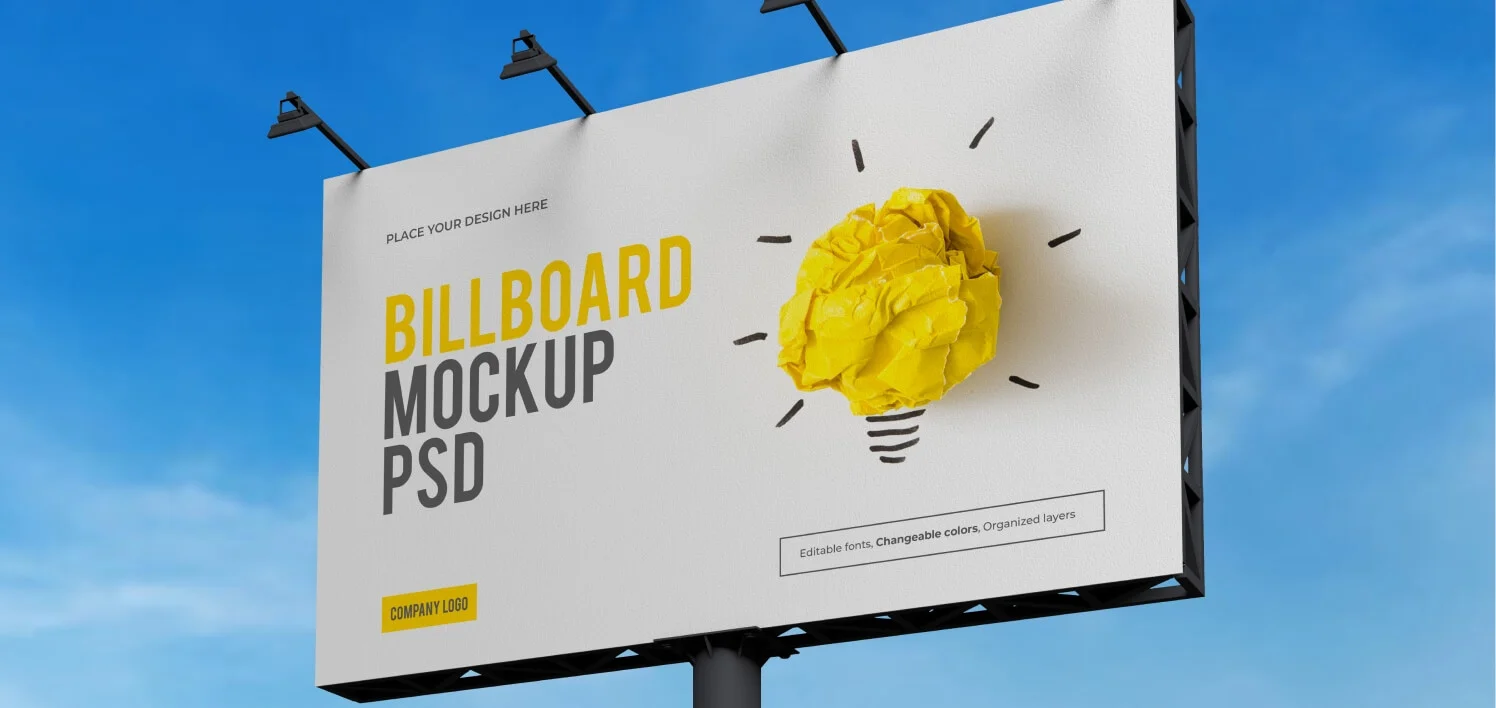 PLACE YOUR DESIGN HERE
BILLBOARD
MOCKUP
PSD
Editable fonts, Changeable colors, Organized layers
COMPANY LOGO